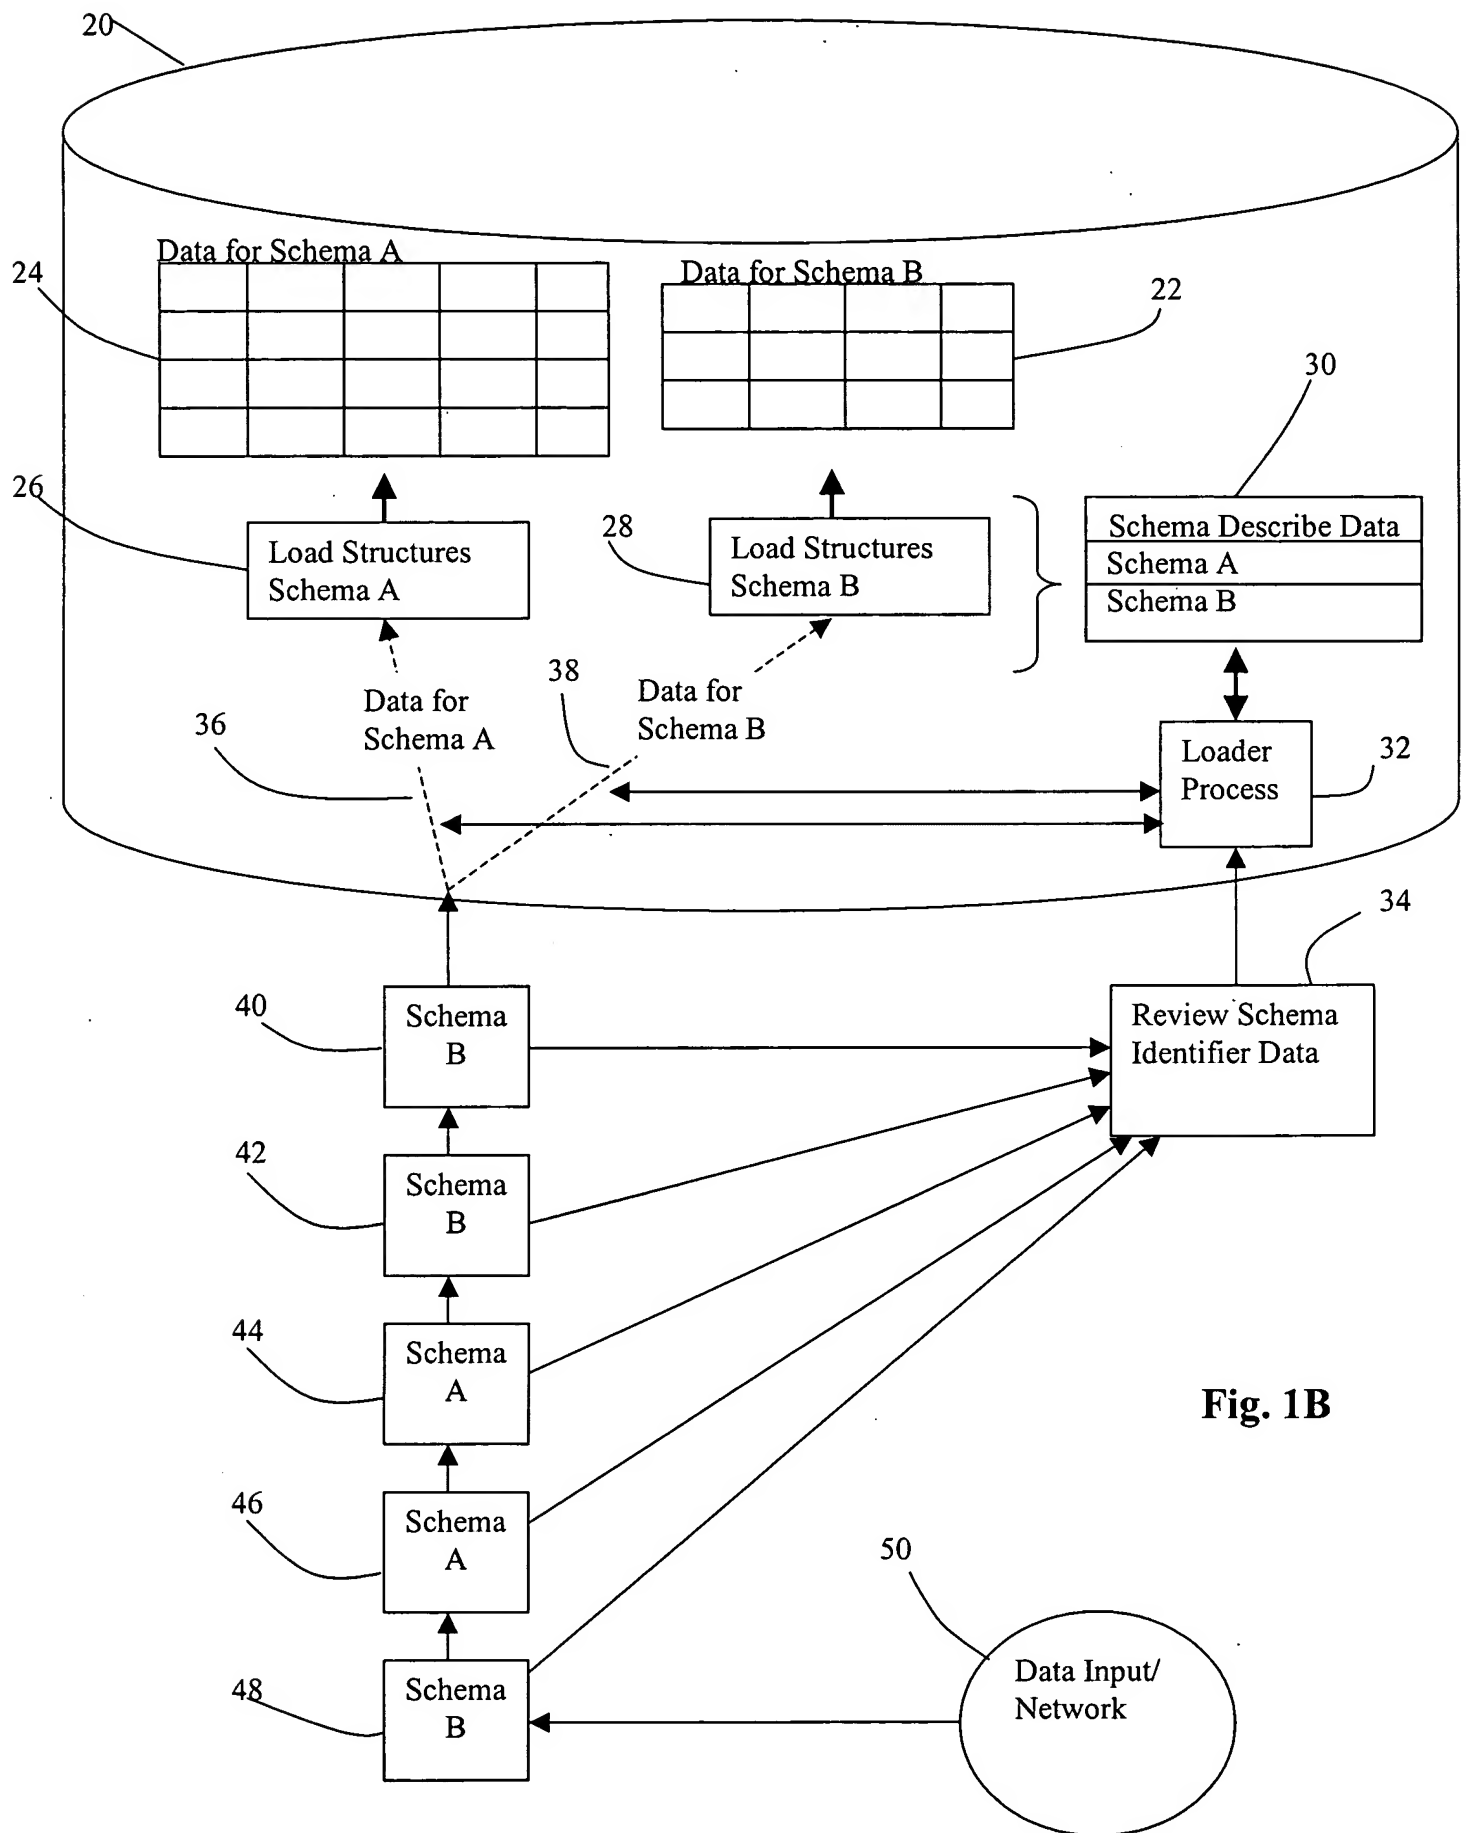 20
Data for Schema A
24
Data for Schema B
22
30
26
Load Structures
Schema A
28
Load Structures
Schema B
Schema Describe Data
Schema A
Schema B
38
Data for
Schema A
Data for
Schema B
36
Loader
Process
32
34
40
Schema
B
Review Schema
Identifier Data
42
Schema
B
44
Schema
A
Fig. 1B
46
Schema
A
50
48
Schema
B
Data Input/
Network